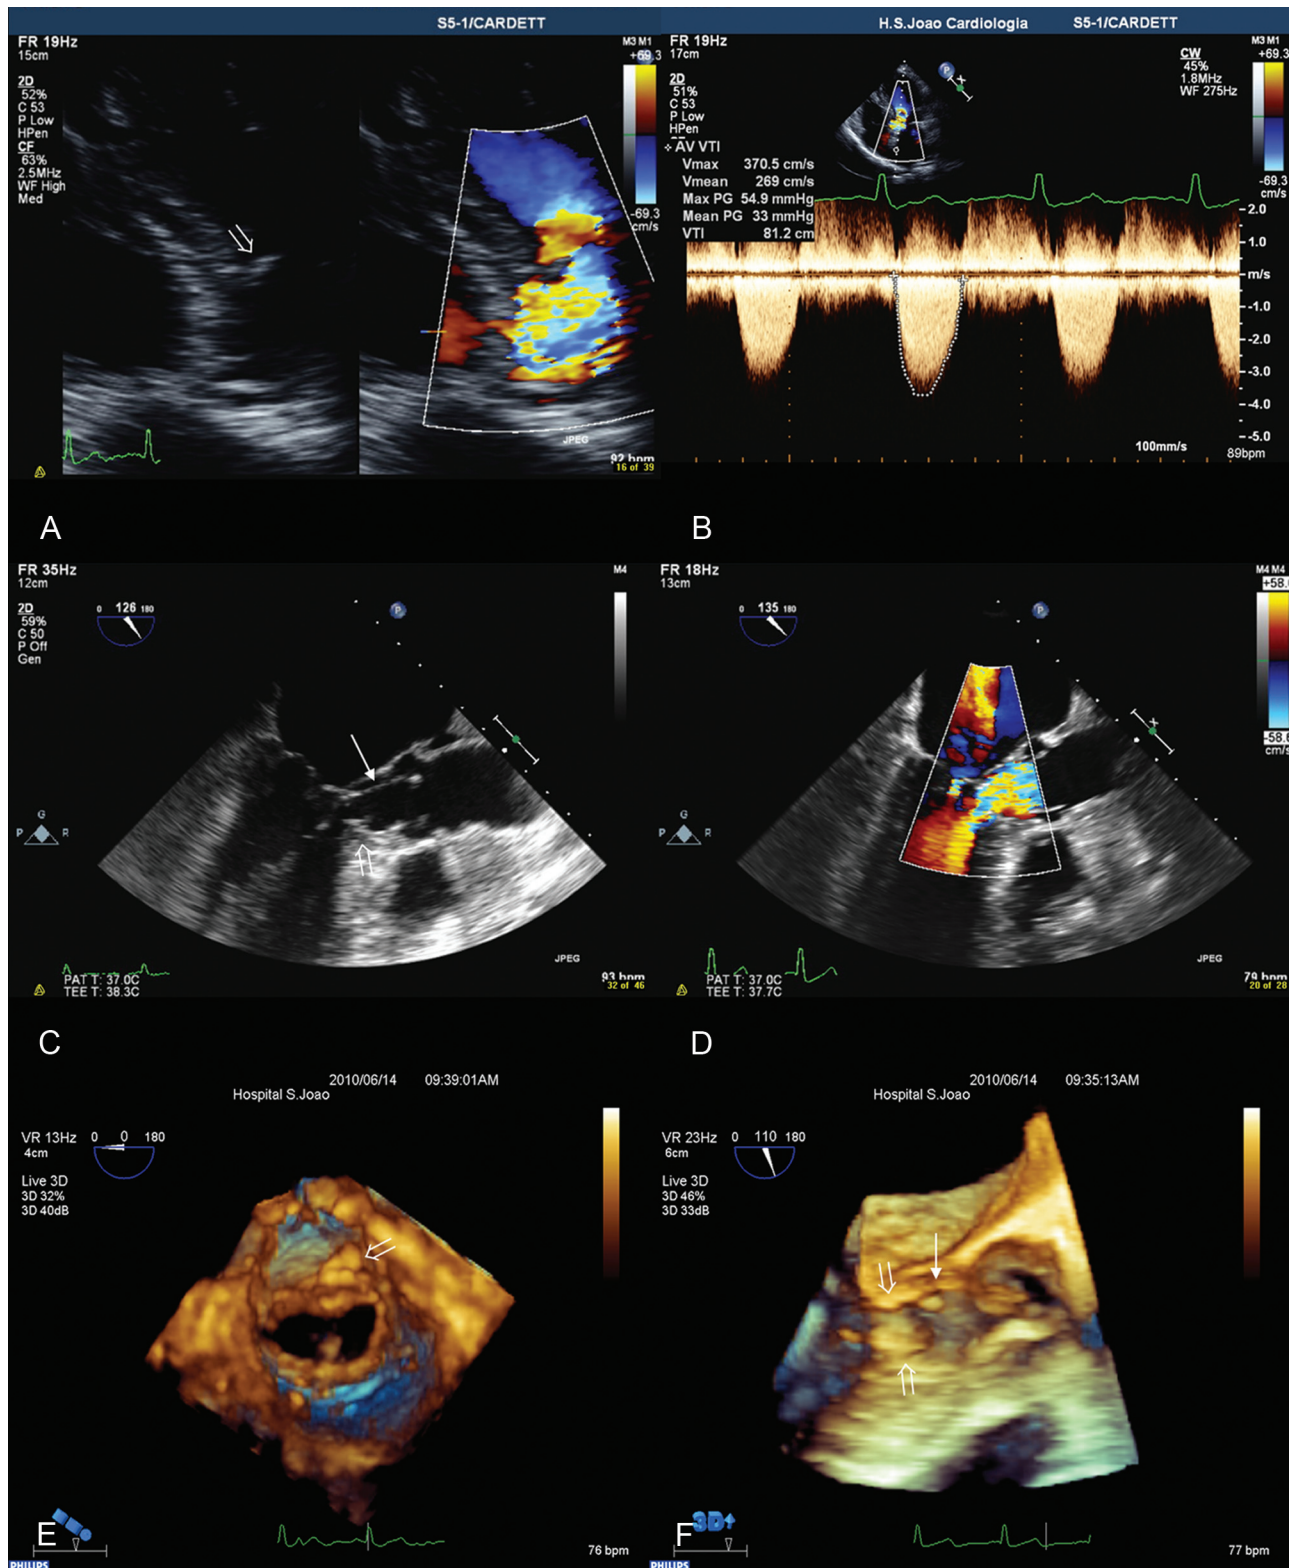 S5-1/CARDETT
FR 19Hz
15cm
M3 M1
+69.3
2D
52%
C 53
P Low
HPen
CF
63%
2.5MHz
WF High
Med
-69.3
cm/s
JPEG
92 bpm
16 of 39
A
H.S.Joao Cardiologia S5-1/CARDETT
FR 19Hz
17cm
M3 M1
+69.3
2D
51%
C 53
P Low
HPen
P
CW
45%
1.8MHz
WF 275Hz
-69.3
cm/s
AV VTI
Vmax 370.5 cm/s
Vmean 269 cm/s
Max PG 54.9 mmHg
Mean PG 33 mmHg
VTI 81.2 cm
2.0
1.0
m/s
-1.0
-2.0
-3.0
-4.0
-5.0
100mm/s
89bpm
B
FR 35Hz
12cm
M4
2D
59%
C 50
P Off
Gen
0 126 180
P
G
P R
JPEG
PAT T: 37.0C
TEE T: 38.3C
93 bpm
32 of 46
C
FR 18Hz
13cm
M4 M4
+58.6
0 135 180
P
-58.6
cm/s
G
P R
JPEG
PAT T: 37.0C
TEE T: 37.7C
79 bpm
20 of 28
D
2010/06/14 09:39:01AM
Hospital S.Joao
VR 13Hz
4cm
0 0 180
Live 3D
3D 32%
3D 40dB
E
76 bpm
PHILIPS
2010/06/14 09:35:13AM
Hospital S.Joao
VR 23Hz
6cm
0 110 180
Live 3D
3D 46%
3D 33dB
3D
F
77 bpm
PHILIPS